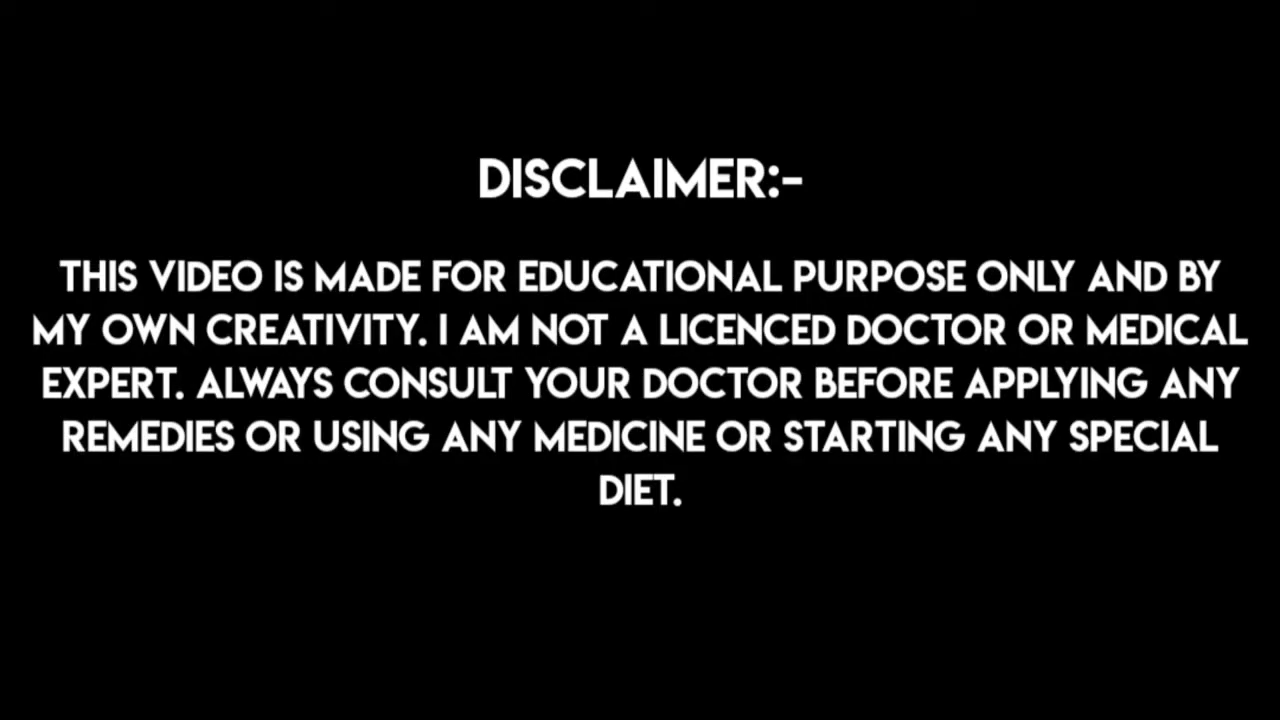 DISCLAIMER:-
THIS VIDEO IS MADE FOR EDUCATIONAL PURPOSE ONLY AND BY
MY OWN CREATIVITY. I AM NOT A LICENCED DOCTOR OR MEDICAL
EXPERT. ALWAYS CONSULT YOUR DOCTOR BEFORE APPLYING ANY
REMEDIES OR USING ANY MEDICINE OR STARTING ANY SPECIAL
DIET.